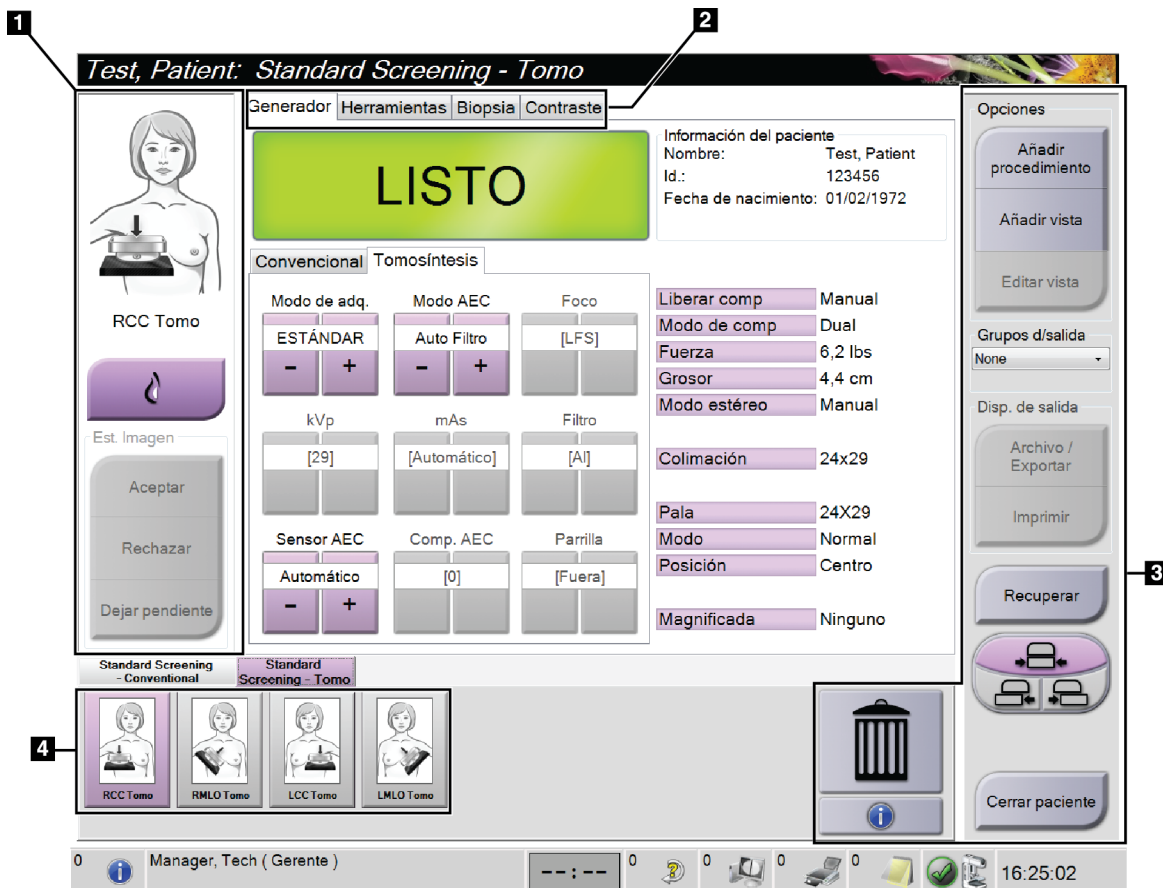 1
2
Test, Patient: Standard Screening - Tomo
RCC Tomo
Est. Imagen
Aceptar
Rechazar
Dejar pendiente
Generador Herramientas Biopsia Contraste
LISTO
Información del paciente
Nombre: Test, Patient
Id.: 123456
Fecha de nacimiento: 01/02/1972
Convencional Tomosíntesis
Modo de adq. Modo AEC Foco
ESTÁNDAR Auto Filtro [LFS]
- + - +
kVp mAs Filtro
[29] [Automático] [Al]
Sensor AEC Comp. AEC Parrilla
Automático [0] [Fuera]
- +
Liberar comp Manual
Modo de comp Dual
Fuerza 6,2 lbs
Grosor 4,4 cm
Modo estéreo Manual
Colimación 24x29
Pala 24X29
Modo Normal
Posición Centro
Magnificada Ninguno
Opciones
Añadir
procedimiento
Añadir vista
Editar vista
Grupos d/salida
None
Disp. de salida
Archivo /
Exportar
Imprimir
Recuperar
Cerrar paciente
3
Standard Screening
- Conventional
Standard
Screening - Tomo
4
RCC Tomo RMLO Tomo LCC Tomo LMLO Tomo
0 Manager, Tech ( Gerente ) --:-- 0 0 0 0 16:25:02